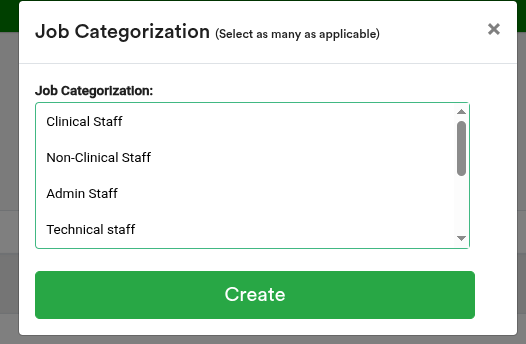 Job Categorization (Select as many as applicable) ×
Job Categorization:
Clinical Staff
Non-Clinical Staff
Admin Staff
Technical staff
Create